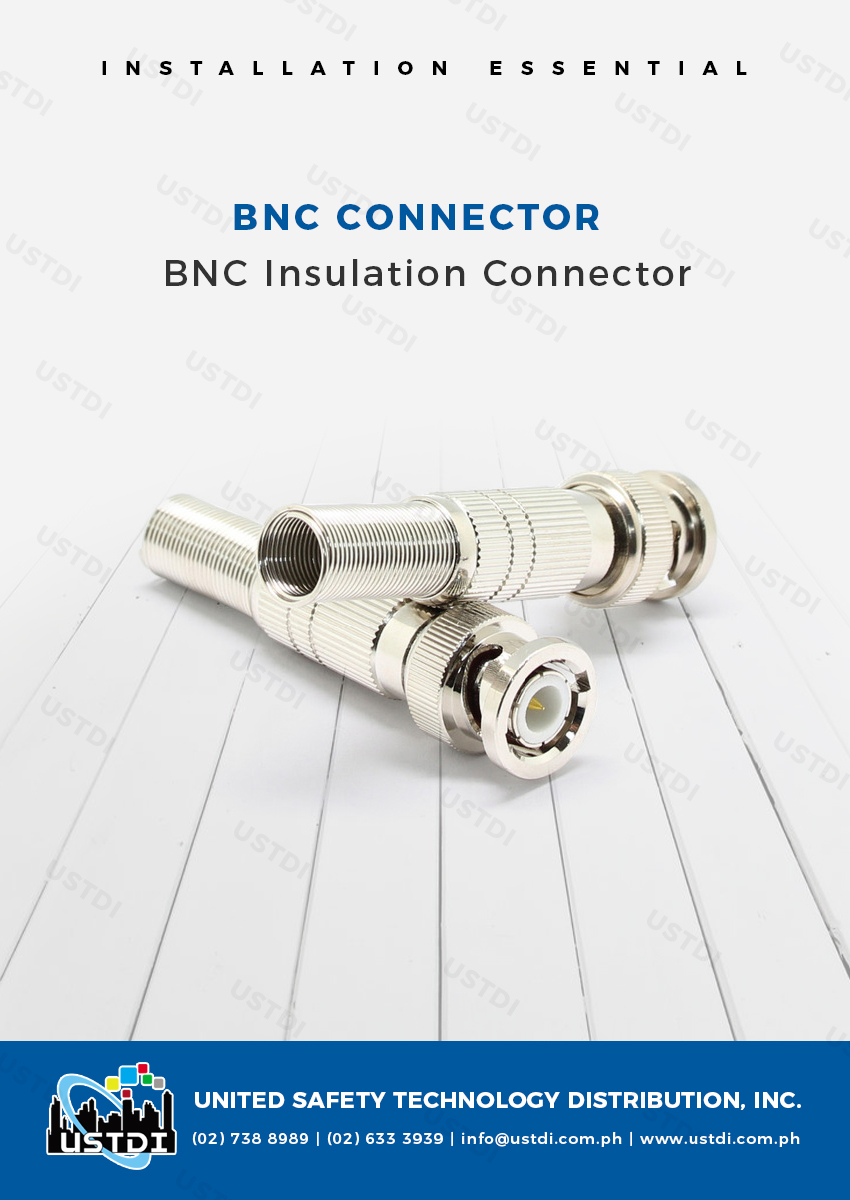 INSTALLATION ESSENTIAL
BNC CONNECTOR
BNC Insulation Connector
UNITED SAFETY TECHNOLOGY DISTRIBUTION, INC.
USTDI
(02) 738 8989 | (02) 633 3939 | info@ustdi.com.ph | www.ustdi.com.ph